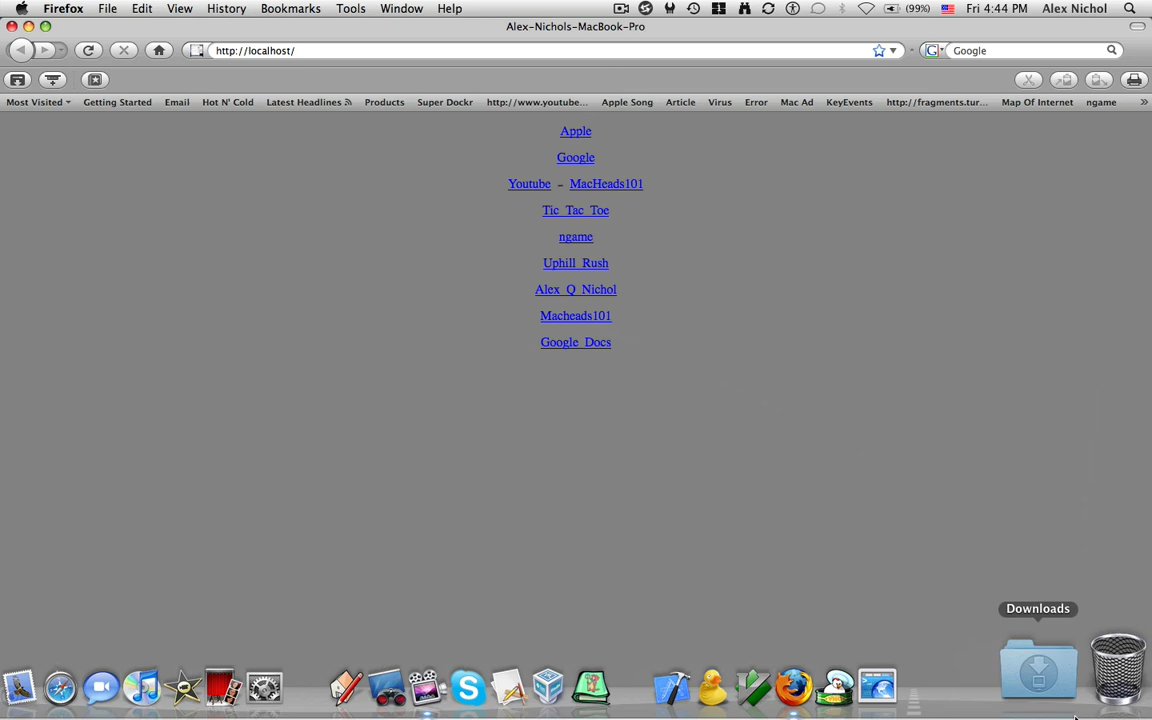 Firefox File Edit View History Bookmarks Tools Window Help (99%) Fri 4:44 PM Alex Nichol
Alex-Nichols-MacBook-Pro
http://localhost/ G Google
Most Visited Getting Started Email Hot N' Cold Latest Headlines Products Super Dockr http://www.youtube... Apple Song Article Virus Error Mac Ad KeyEvents http://fragments.tur... Map Of Internet ngame »
Apple
Google
Youtube - MacHeads101
Tic Tac Toe
ngame
Uphill Rush
Alex Q Nichol
Macheads101
Google Docs
Downloads